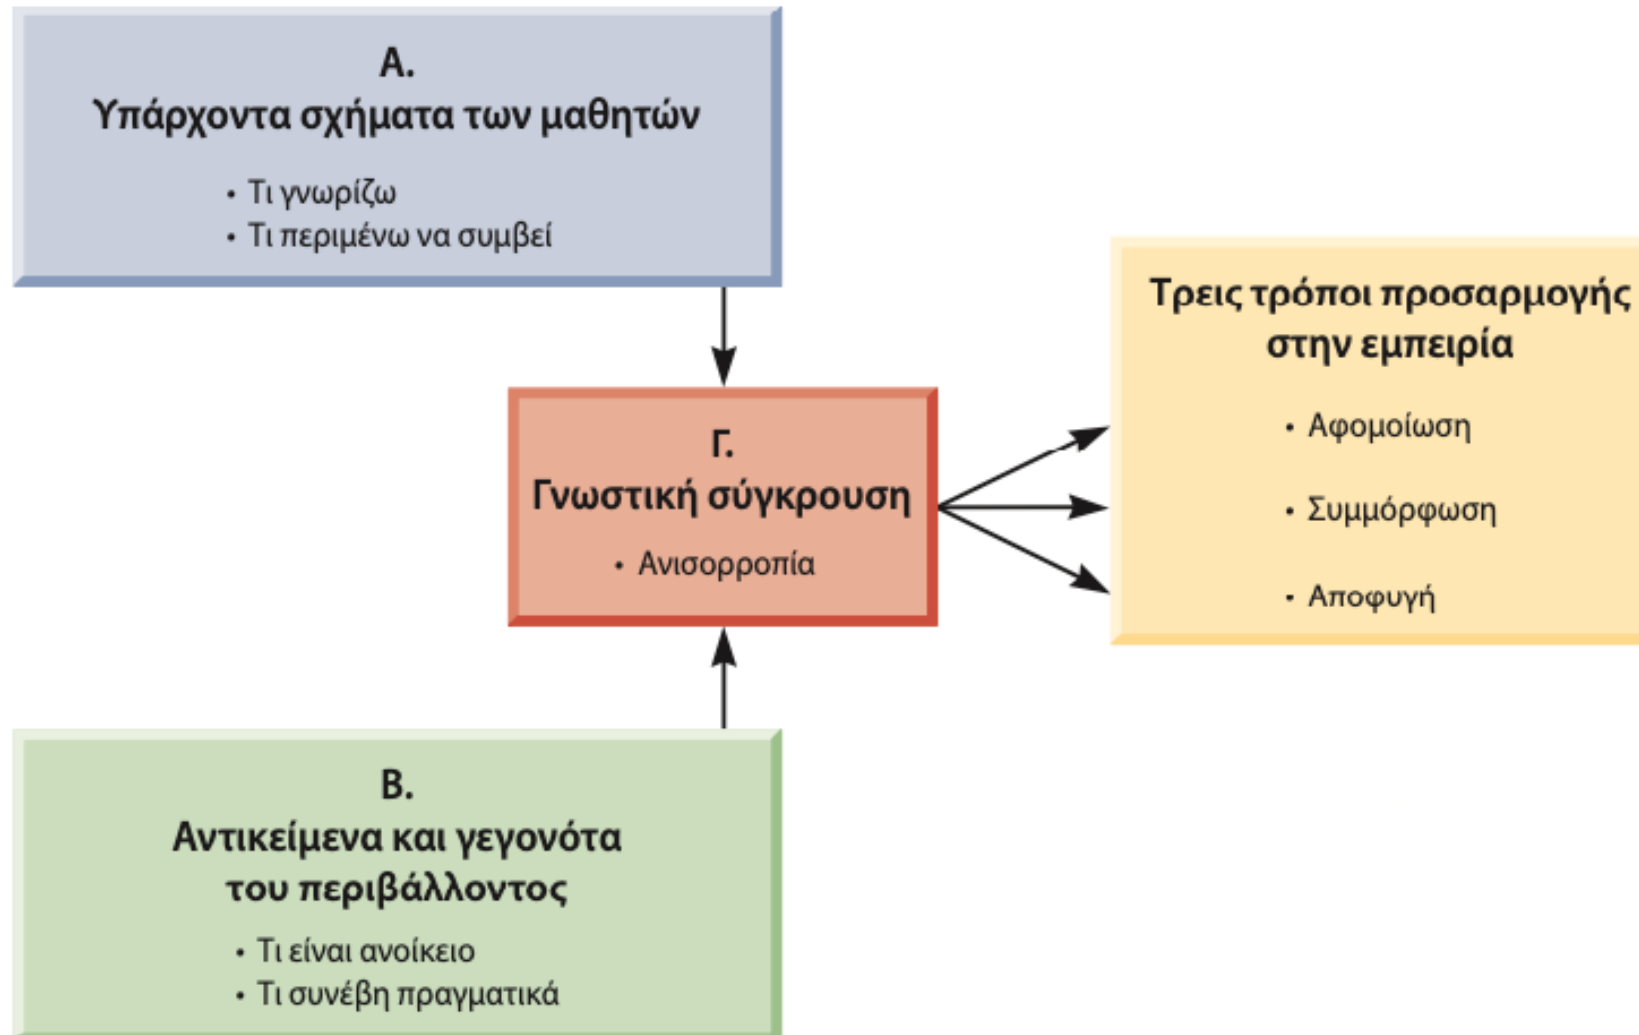 Α.
Υπάρχοντα σχήματα των μαθητών
• Τι γνωρίζω
• Τι περιμένω να συμβεί
Τρεις τρόποι προσαρμογής
στην εμπειρία
• Αφομοίωση
• Συμμόρφωση
• Αποφυγή
Γ.
Γνωστική σύγκρουση
• Ανισορροπία
Β.
Αντικείμενα και γεγονότα
του περιβάλλοντος
• Τι είναι ανοίκειο
• Τι συνέβη πραγματικά